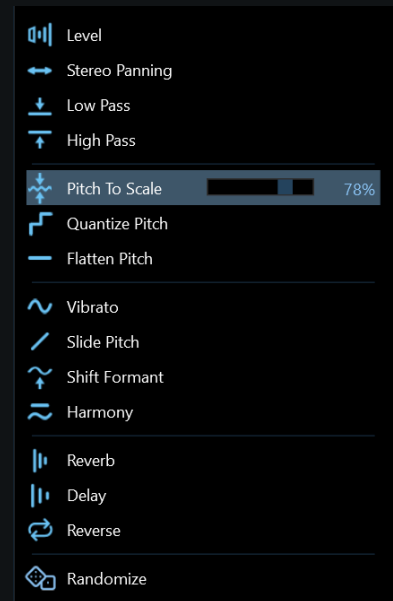 Level
Stereo Panning
Low Pass
High Pass
Pitch To Scale 78%
Quantize Pitch
Flatten Pitch
Vibrato
Slide Pitch
Shift Formant
Harmony
Reverb
Delay
Reverse
Randomize